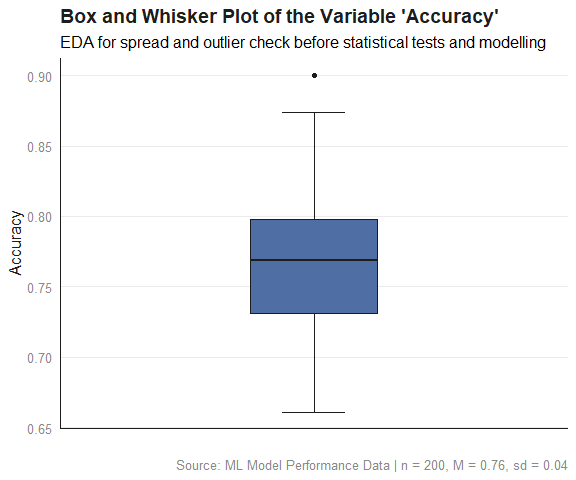 Box and Whisker Plot of the Variable 'Accuracy'
EDA for spread and outlier check before statistical tests and modelling
Accuracy
0.90
0.85
0.80
0.75
0.70
0.65
Source: ML Model Performance Data | n = 200, M = 0.76, sd = 0.04